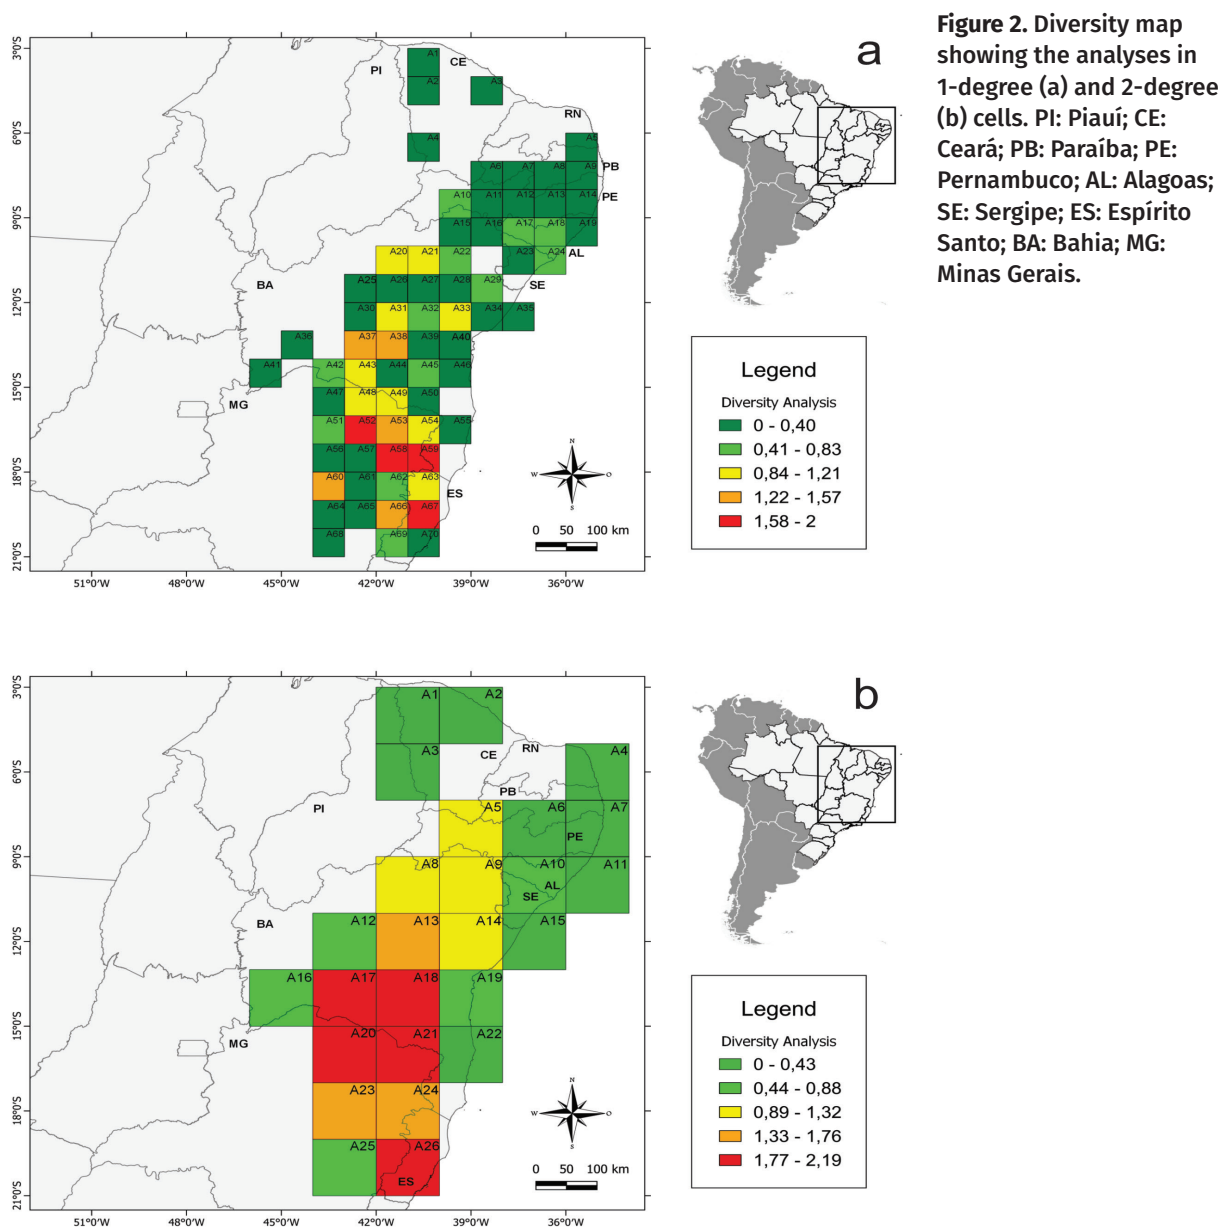 Figure 2. Diversity map
showing the analyses in
1-degree (a) and 2-degree
(b) cells. PI: Piauí; CE:
Ceará; PB: Paraíba; PE:
Pernambuco; AL: Alagoas;
SE: Sergipe; ES: Espírito
Santo; BA: Bahia; MG:
Minas Gerais.
a
3°0'S
6°0'S
9°0'S
12°0'S
15°0'S
18°0'S
21°0'S
51°0'W 48°0'W 45°0'W 42°0'W 39°0'W 36°0'W
PI
CE
RN
PB
PE
AL
SE
BA
MG
ES
A1
A2 A3
A4 A5
A6 A7 A8 A9
A10 A11 A12 A13 A14
A15 A16 A17 A18 A19
A20 A21 A22 A23 A24
A25 A26 A27 A28 A29
A30 A31 A32 A33 A34 A35
A36 A37 A38 A39 A40
A41 A42 A43 A44 A45 A46
A47 A48 A49 A50
A51 A52 A53 A54 A55
A56 A57 A58 A59
A60 A61 A62 A63
A64 A65 A66 A67
A68 A69 A70
N
W O
S
0 50 100 km
Legend
Diversity Analysis
0 - 0,40
0,41 - 0,83
0,84 - 1,21
1,22 - 1,57
1,58 - 2
b
3°0'S
6°0'S
9°0'S
12°0'S
15°0'S
18°0'S
21°0'S
51°0'W 48°0'W 45°0'W 42°0'W 39°0'W 36°0'W
A1 A2
A3 CE RN A4
PB
PI
A5 A6 A7
PE
A8 A9 A10 A11
AL
SE
BA
A12 A13 A14 A15
A16 A17 A18 A19
MG
A20 A21 A22
A23 A24
A25 A26
ES
N
W O
S
0 50 100 km
Legend
Diversity Analysis
0 - 0,43
0,44 - 0,88
0,89 - 1,32
1,33 - 1,76
1,77 - 2,19